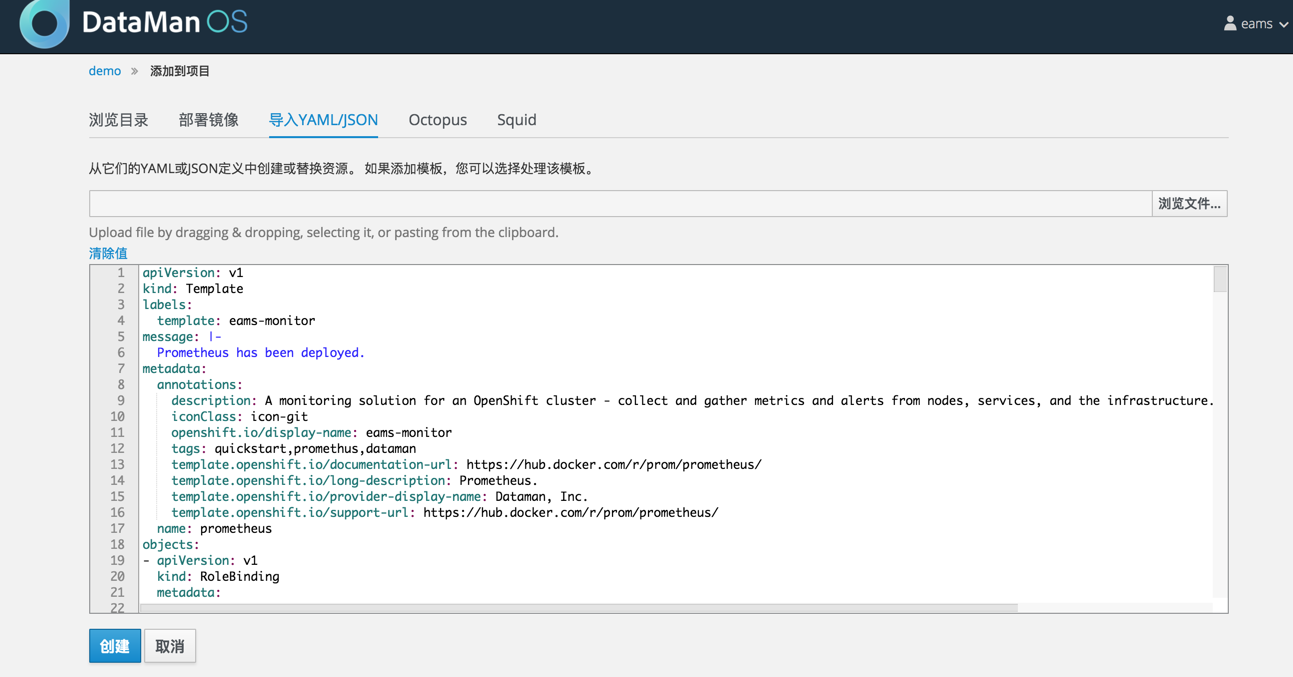 DataMan OS
eams
demo » 添加到项目
浏览目录 部署镜像 导入YAML/JSON Octopus Squid
从它们的YAML或JSON定义中创建或替换资源。 如果添加模板，您可以选择处理该模板。
浏览文件...
Upload file by dragging & dropping, selecting it, or pasting from the clipboard.
清除值
1 apiVersion: v1
2 kind: Template
3 labels:
4   template: eams-monitor
5 message: |-
6   Prometheus has been deployed.
7 metadata:
8   annotations:
9     description: A monitoring solution for an OpenShift cluster - collect and gather metrics and alerts from nodes, services, and the infrastructure.
10     iconClass: icon-git
11     openshift.io/display-name: eams-monitor
12     tags: quickstart,promethus,dataman
13     template.openshift.io/documentation-url: https://hub.docker.com/r/prom/prometheus/
14     template.openshift.io/long-description: Prometheus.
15     template.openshift.io/provider-display-name: Dataman, Inc.
16     template.openshift.io/support-url: https://hub.docker.com/r/prom/prometheus/
17   name: prometheus
18 objects:
19 - apiVersion: v1
20   kind: RoleBinding
21   metadata:
22
创建 取消